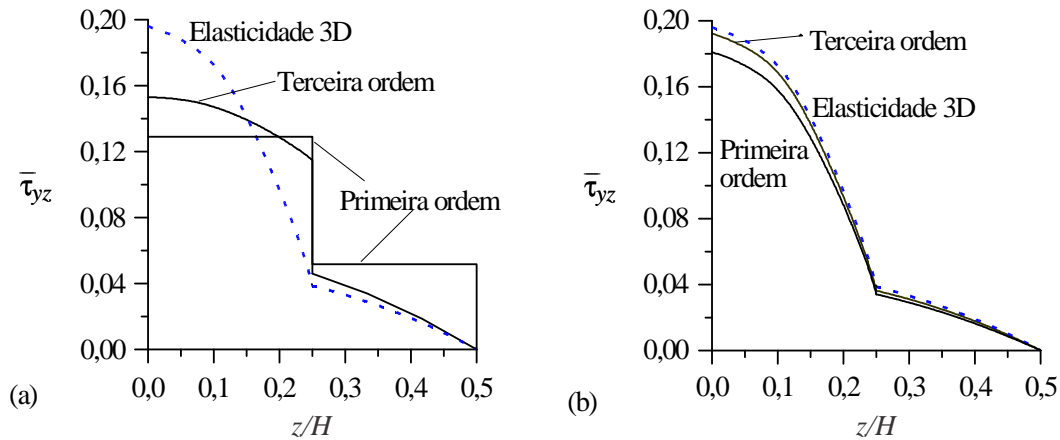 0,20
0,16
0,12
0,08
0,04
0,00
τ̅yz
Elasticidade 3D
Terceira ordem
Primeira ordem
0,0 0,1 0,2 0,3 0,4 0,5
z/H
(a)
0,20
0,16
0,12
0,08
0,04
0,00
τ̅yz
Terceira ordem
Elasticidade 3D
Primeira
ordem
0,0 0,1 0,2 0,3 0,4 0,5
z/H
(b)